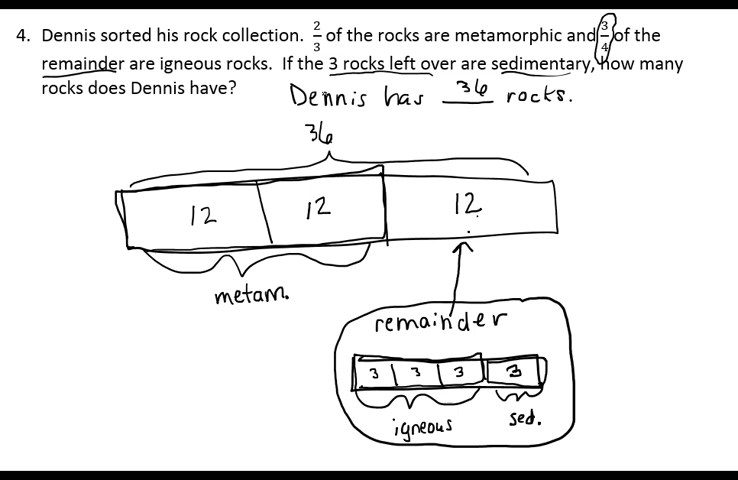 4. Dennis sorted his rock collection. 2/3 of the rocks are metamorphic and 3/4 of the
remainder are igneous rocks. If the 3 rocks left over are sedimentary, how many
rocks does Dennis have?
Dennis has 36 rocks.
36
12 12 12
metam.
remainder
3 3 3 3
igneous sed.